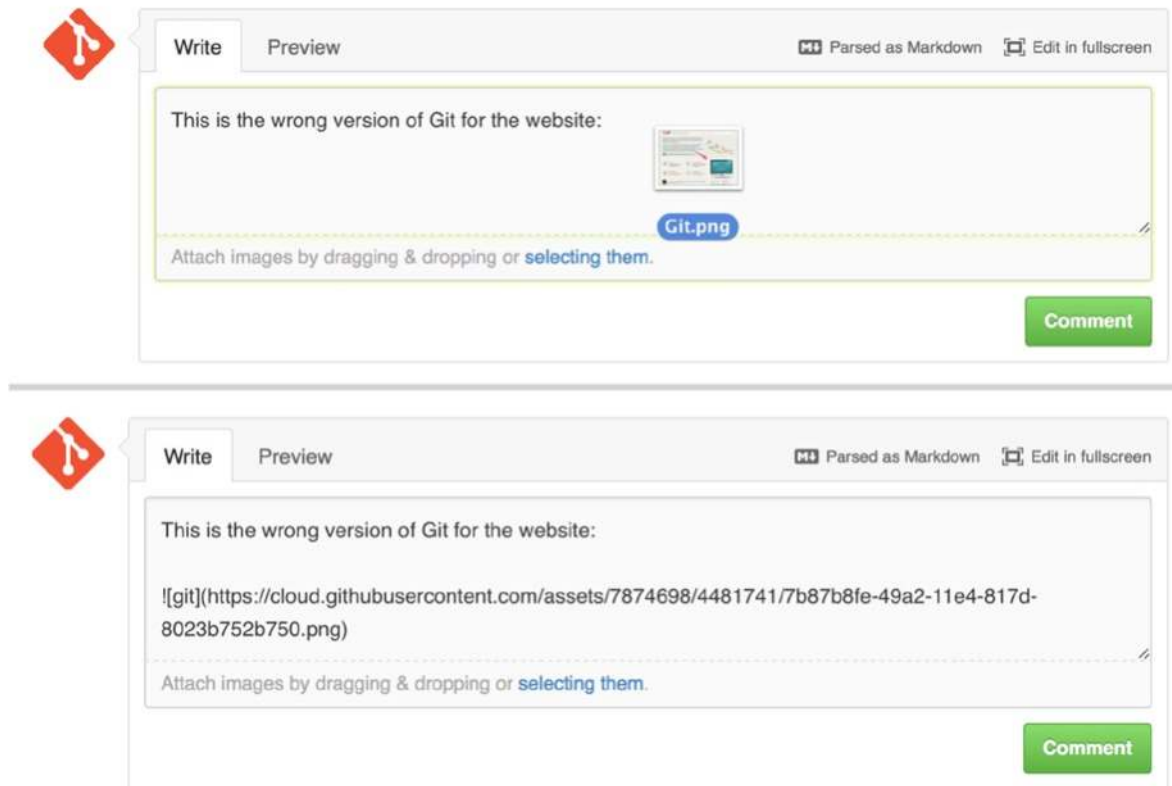 Write Preview Parsed as Markdown Edit in fullscreen
This is the wrong version of Git for the website:
Git.png
Attach images by dragging & dropping or selecting them.
Comment
Write Preview Parsed as Markdown Edit in fullscreen
This is the wrong version of Git for the website:
![git](https://cloud.githubusercontent.com/assets/7874698/4481741/7b87b8fe-49a2-11e4-817d-
8023b752b750.png)
Attach images by dragging & dropping or selecting them.
Comment